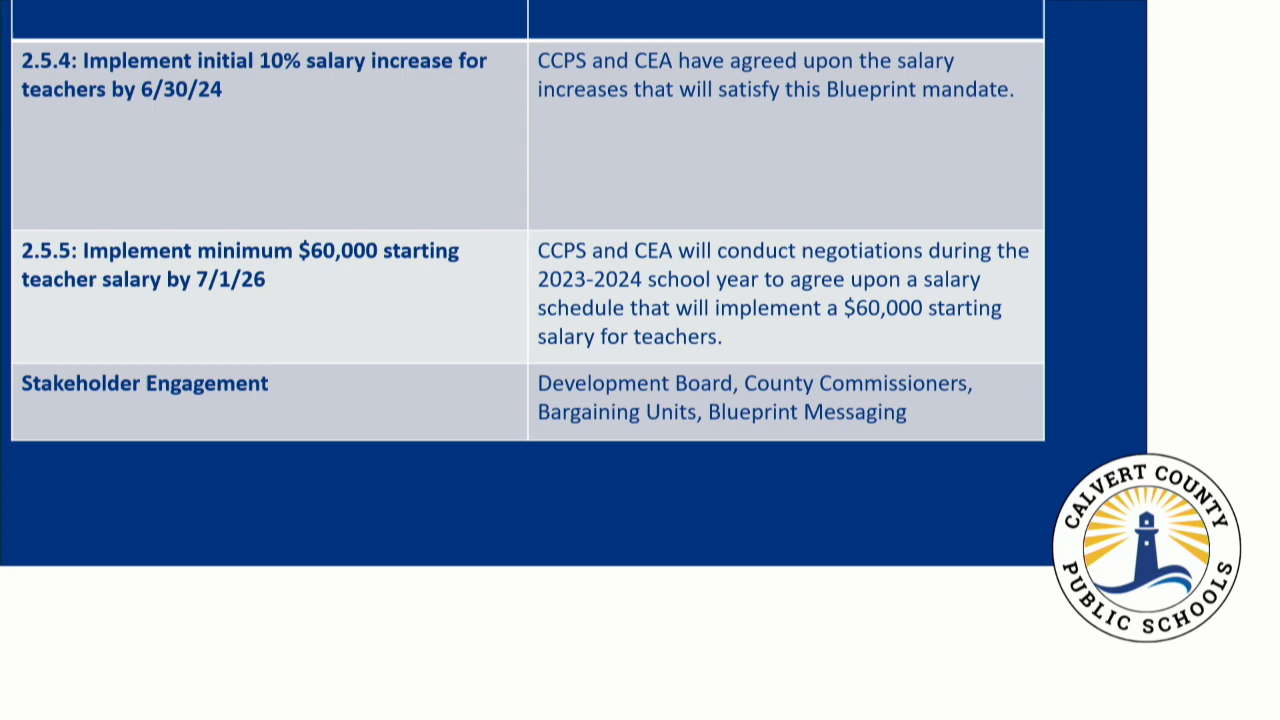 2.5.4: Implement initial 10% salary increase for
teachers by 6/30/24
CCPS and CEA have agreed upon the salary
increases that will satisfy this Blueprint mandate.
2.5.5: Implement minimum $60,000 starting
teacher salary by 7/1/26
CCPS and CEA will conduct negotiations during the
2023-2024 school year to agree upon a salary
schedule that will implement a $60,000 starting
salary for teachers.
Stakeholder Engagement
Development Board, County Commissioners,
Bargaining Units, Blueprint Messaging
CALVERT COUNTY
PUBLIC SCHOOLS